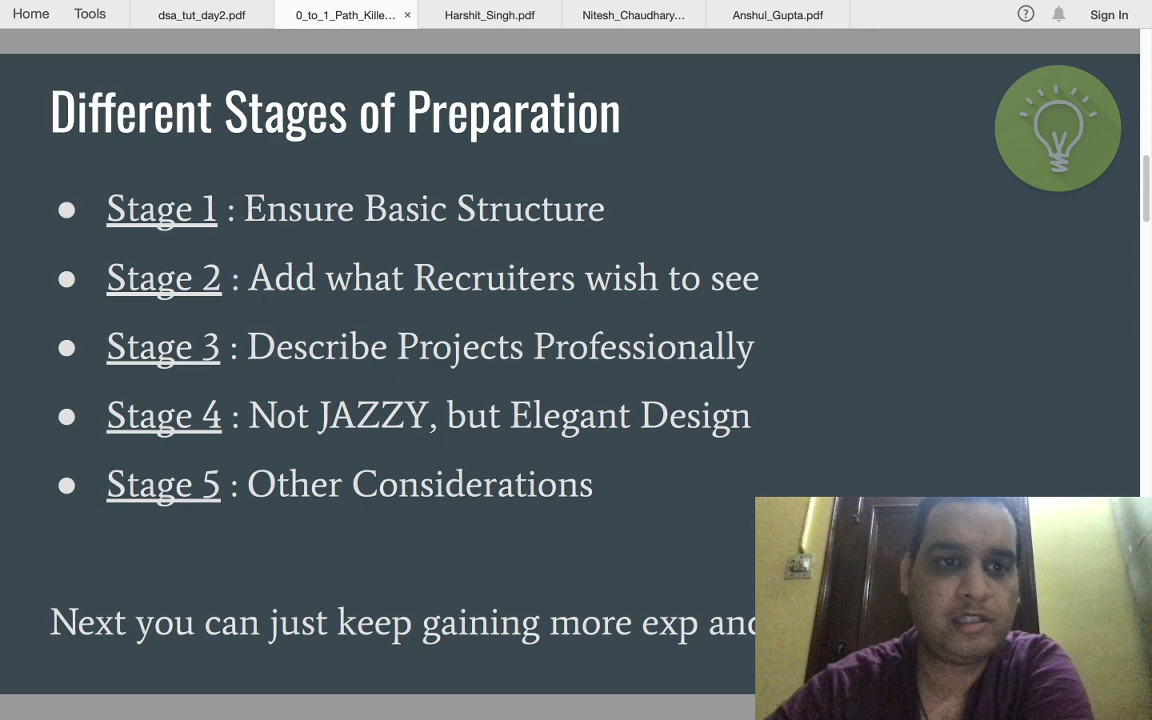 Home Tools dsa_tut_day2.pdf 0_to_1_Path_Kille... × Harshit_Singh.pdf Nitesh_Chaudhary... Anshul_Gupta.pdf ? Sign In
Different Stages of Preparation
● Stage 1 : Ensure Basic Structure
● Stage 2 : Add what Recruiters wish to see
● Stage 3 : Describe Projects Professionally
● Stage 4 : Not JAZZY, but Elegant Design
● Stage 5 : Other Considerations
Next you can just keep gaining more exp and